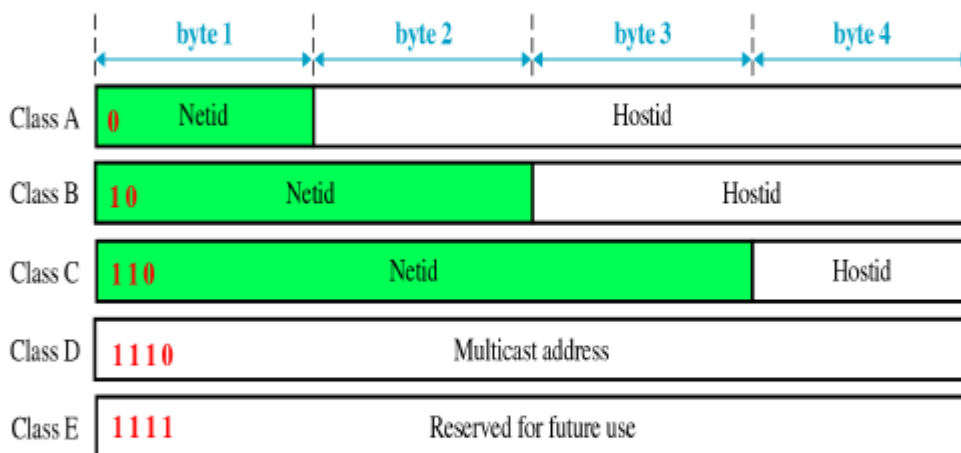 byte 1 byte 2 byte 3 byte 4
Class A 0 Netid Hostid
Class B 10 Netid Hostid
Class C 110 Netid Hostid
Class D 1110 Multicast address
Class E 1111 Reserved for future use